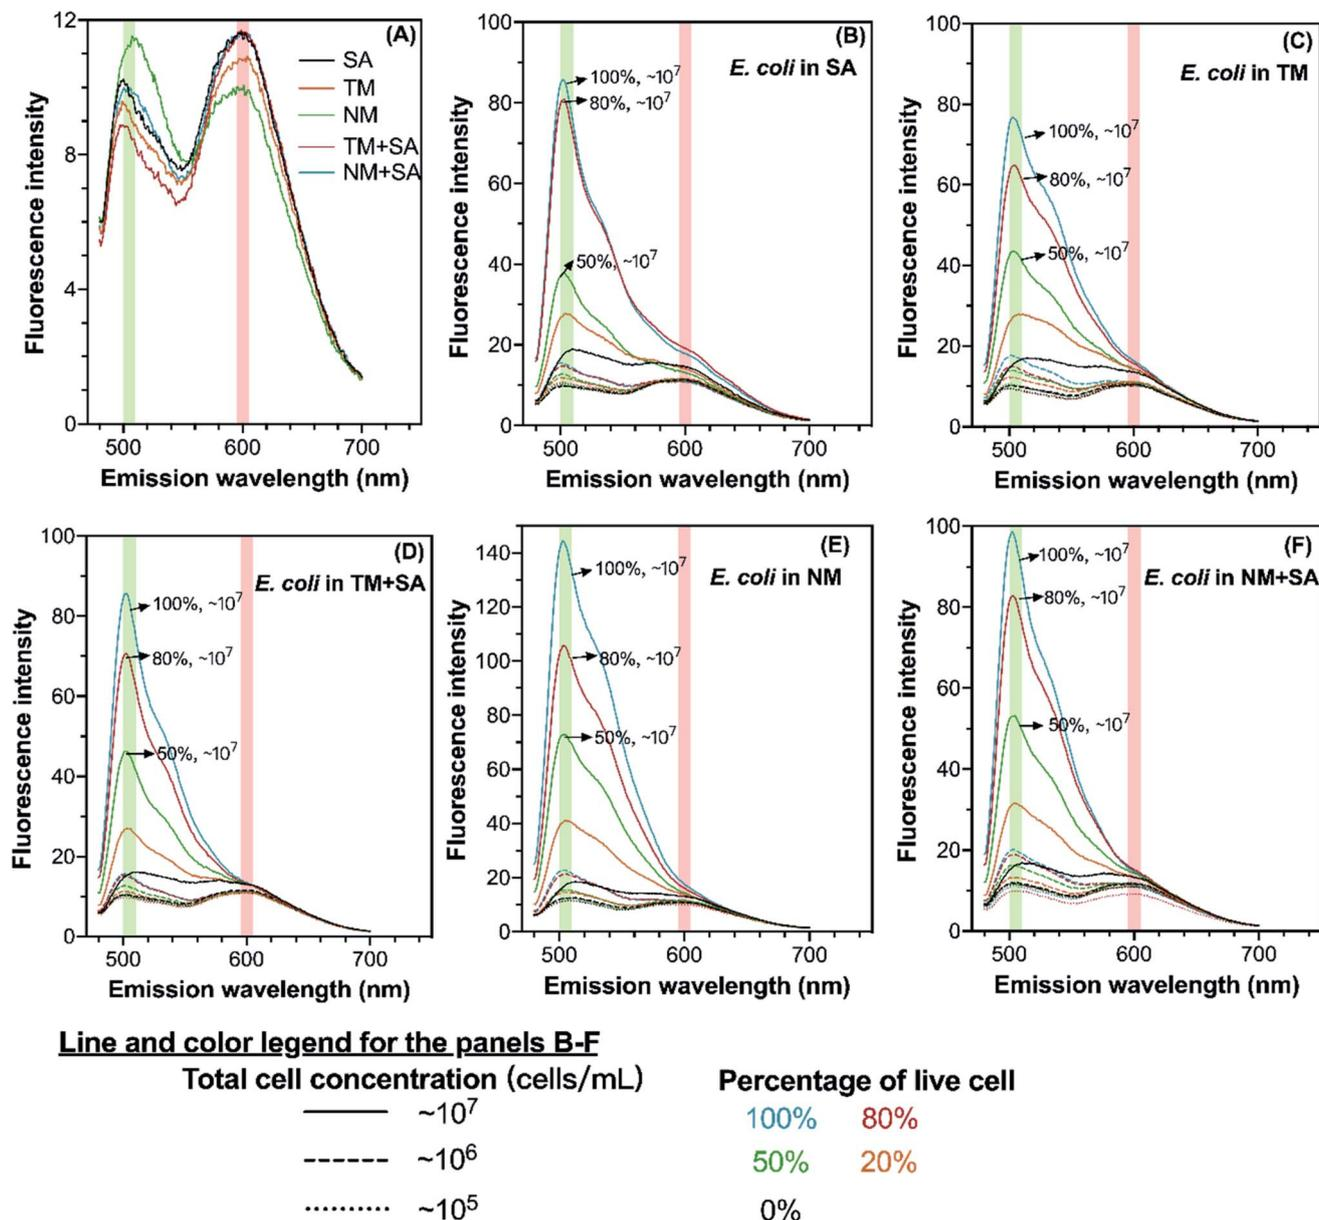 (A)
SA
TM
NM
TM+SA
NM+SA
12
8
4
0
500
600
700
Fluorescence intensity
Emission wavelength (nm)
(B)
E. coli in SA
100%, ~10⁷
80%, ~10⁷
50%, ~10⁷
100
80
60
40
20
0
500
600
700
Fluorescence intensity
Emission wavelength (nm)
(C)
E. coli in TM
100%, ~10⁷
80%, ~10⁷
50%, ~10⁷
100
80
60
40
20
0
500
600
700
Fluorescence intensity
Emission wavelength (nm)
(D)
E. coli in TM+SA
100%, ~10⁷
80%, ~10⁷
50%, ~10⁷
100
80
60
40
20
0
500
600
700
Fluorescence intensity
Emission wavelength (nm)
(E)
E. coli in NM
100%, ~10⁷
80%, ~10⁷
50%, ~10⁷
140
120
100
80
60
40
20
0
500
600
700
Fluorescence intensity
Emission wavelength (nm)
(F)
E. coli in NM+SA
100%, ~10⁷
80%, ~10⁷
50%, ~10⁷
100
80
60
40
20
0
500
600
700
Fluorescence intensity
Emission wavelength (nm)
Line and color legend for the panels B-F
Total cell concentration (cells/mL)
~10⁷
~10⁶
~10⁵
Percentage of live cell
100% 80%
50% 20%
0%